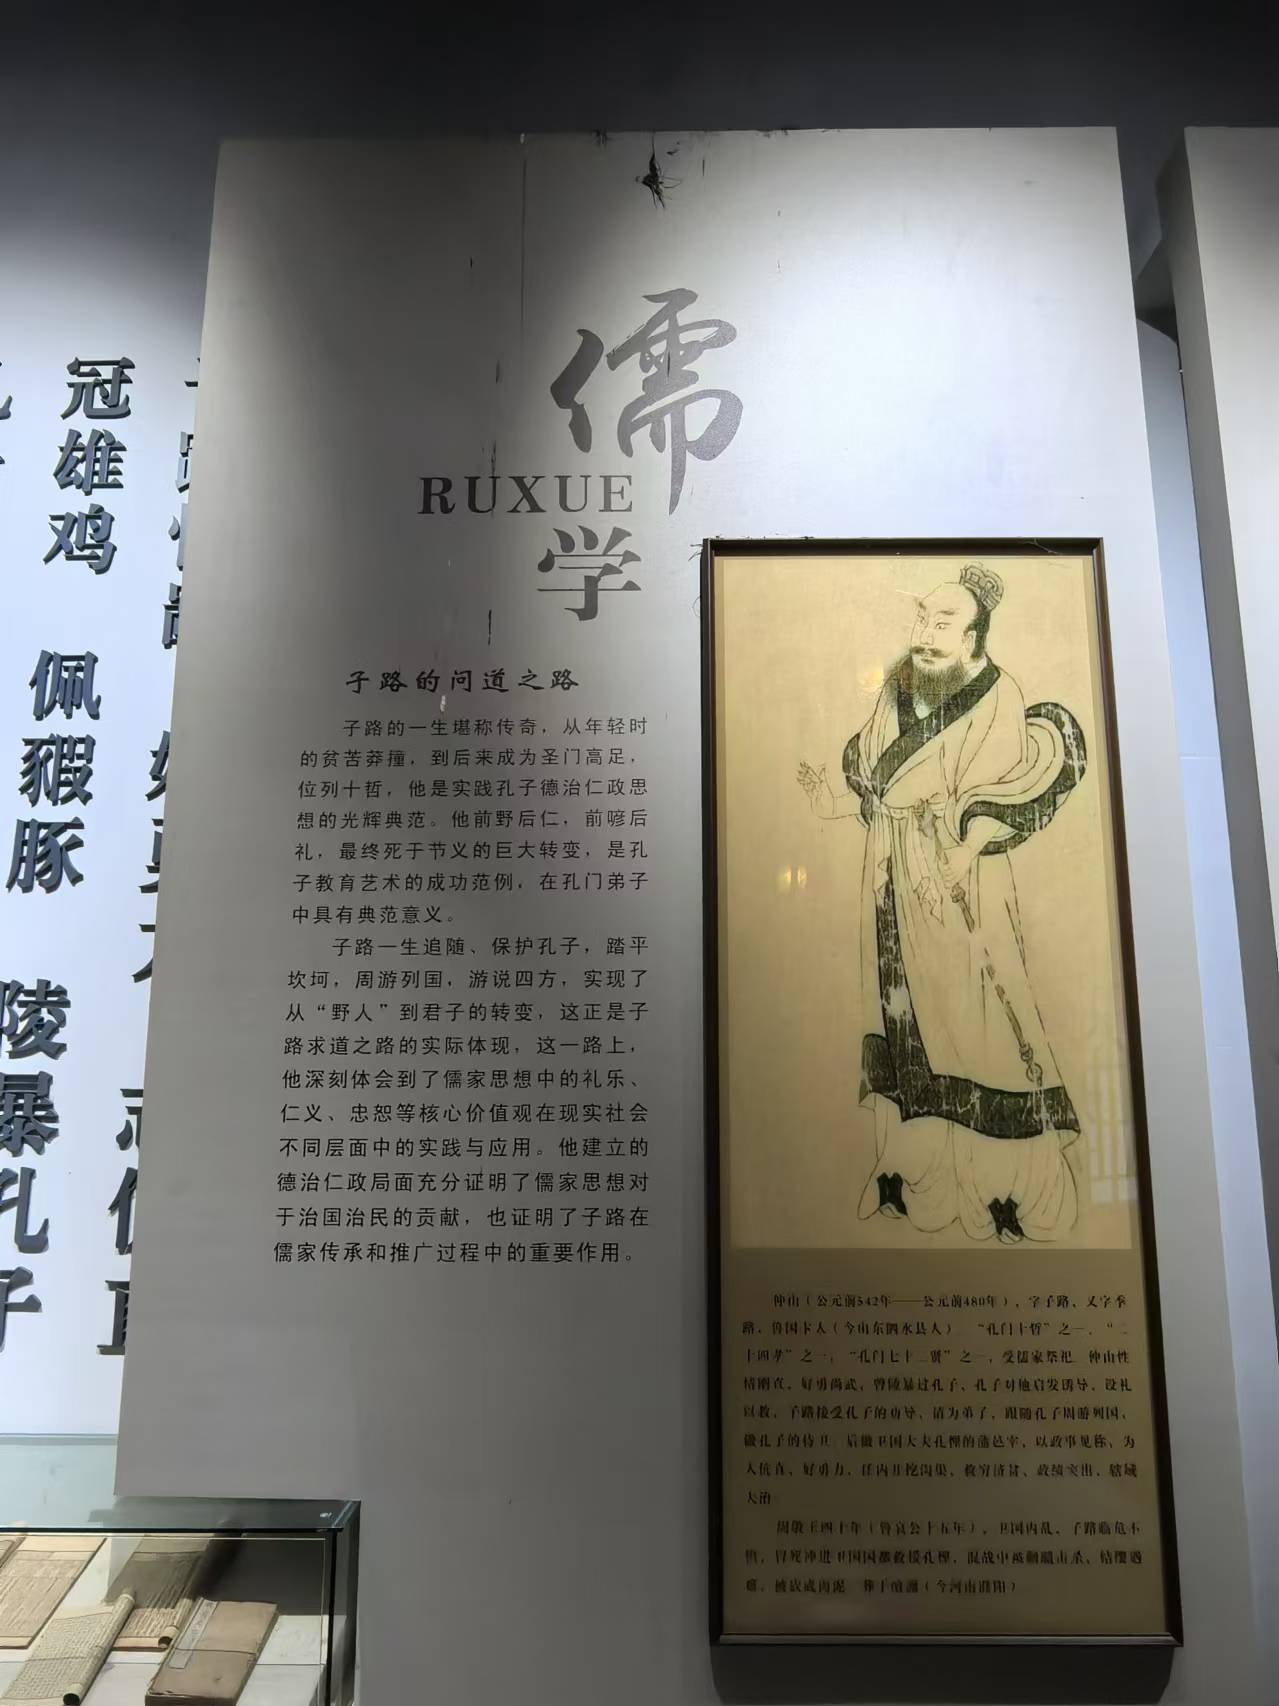 冠雄鸡 佩豭豚
陵暴孔子
儒
RUXUE
学
子路的问道之路
子路的一生堪称传奇，从年轻时
的贫苦莽撞，到后来成为圣门高足，
位列十哲，他是实践孔子德治仁政思
想的光辉典范。他前野后仁，前喭后
礼，最终死于节义的巨大转变，是孔
子教育艺术的成功范例，在孔门弟子
中具有典范意义。
子路一生追随、保护孔子，踏平
坎坷，周游列国，游说四方，实现了
从“野人”到君子的转变，这正是子
路求道之路的实际体现，这一路上，
他深刻体会到了儒家思想中的礼乐、
仁义、忠恕等核心价值观在现实社会
不同层面中的实践与应用。他建立的
德治仁政局面充分证明了儒家思想对
于治国治民的贡献，也证明了子路在
儒家传承和推广过程中的重要作用。
仲由（公元前542年——公元前480年），字子路、又字季
路，鲁国卞人（今山东泗水县人），“孔门十哲”之一，“二
十四孝”之一，“孔门七十二贤”之一，受儒家祭祀。仲由性
情刚直，好勇尚武，曾陵暴过孔子，孔子对他启发诱导，设礼
以教，子路接受孔子的劝导，请为弟子，跟随孔子周游列国，
做孔子的侍卫。后做卫国大夫孔悝的蒲邑宰，以政事见称，为
人伉直，好勇力，任内开挖沟渠，救穷济贫，政绩突出，辖域
大治。
周敬王四十年（鲁哀公十五年），卫国内乱，子路临危不
惧，冒死冲进卫国国都救援孔悝，混战中被蒯聩击杀，结缨遇
难，被砍成肉泥。葬于澶渊（今河南濮阳）